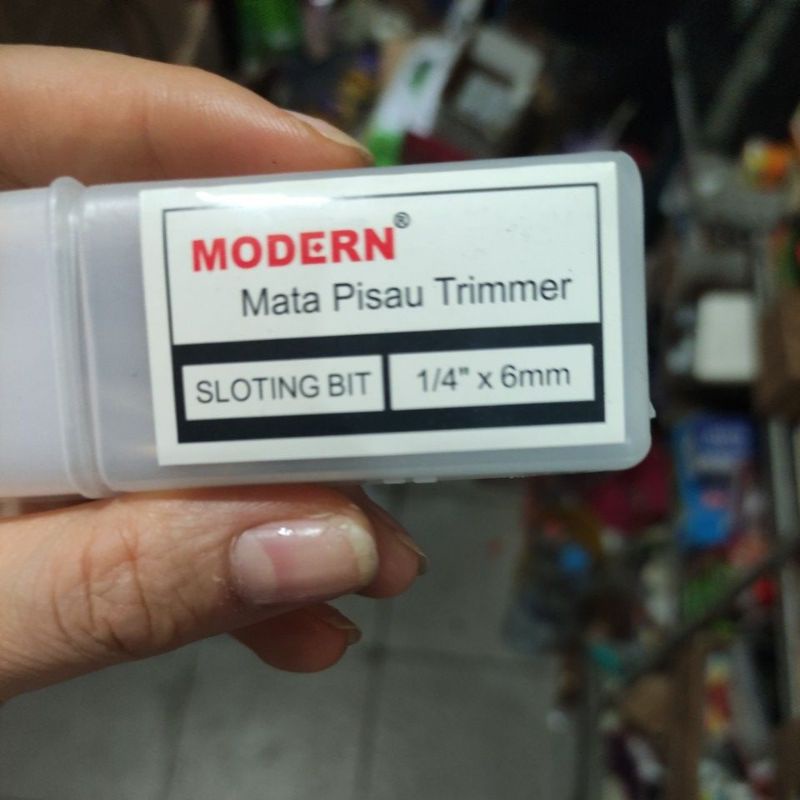 MODERN®
Mata Pisau Trimmer
SLOTING BIT
1/4" x 6mm